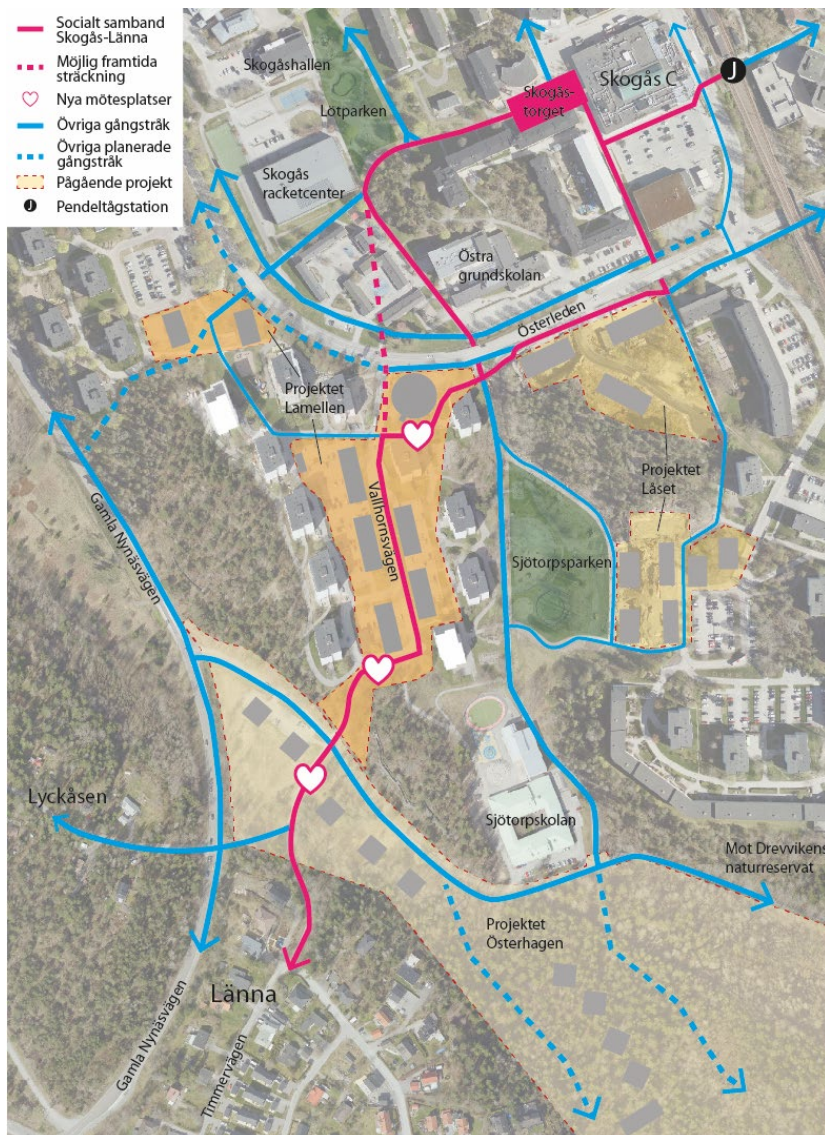 Socialt samband
Skogås-Länna
Möjlig framtida
sträckning
Nya mötesplatser
Övriga gångstråk
Övriga planerade
gångstråk
Pågående projekt
J
Pendeltågstation
Skogåshallen
Lötparken
Skogås-
torget
Skogås C
J
Skogås
racketcenter
Östra
grundskolan
Österleden
Projektet
Lamellen
Projektet
Låset
Gamla Nynäsvägen
Vallhornsvägen
Sjötorpsparken
Lyckåsen
Sjötorpskolan
Mot Drevvikens
naturreservat
Projektet
Österhagen
Länna
Gamla Nynäsvägen
Timmervägen